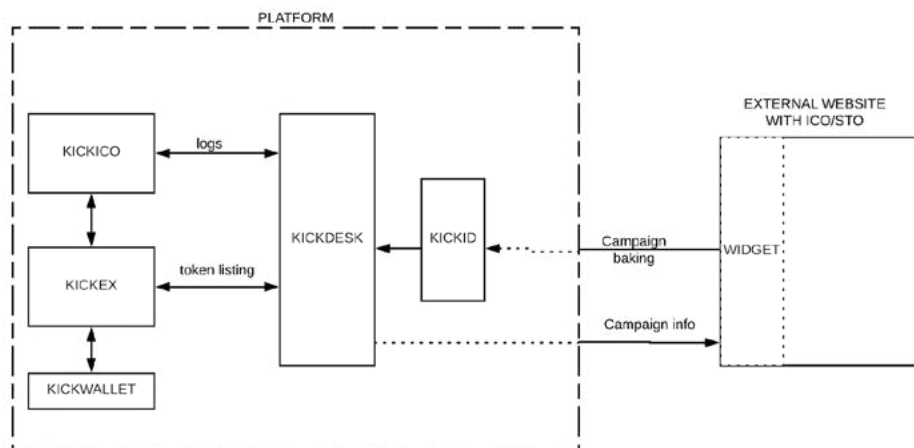 PLATFORM
EXTERNAL WEBSITE
WITH ICO/STO
KICKICO
logs
KICKDESK
KICKID
KICKEX
token listing
Campaign
baking
WIDGET
Campaign info
KICKWALLET